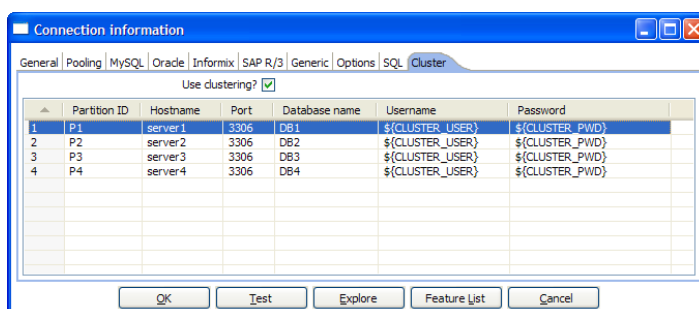 Connection information
General Pooling MySQL Oracle Informix SAP R/3 Generic Options SQL Cluster
Use clustering?
Partition ID Hostname Port Database name Username Password
1 P1 server1 3306 DB1 ${CLUSTER_USER} ${CLUSTER_PWD}
2 P2 server2 3306 DB2 ${CLUSTER_USER} ${CLUSTER_PWD}
3 P3 server3 3306 DB3 ${CLUSTER_USER} ${CLUSTER_PWD}
4 P4 server4 3306 DB4 ${CLUSTER_USER} ${CLUSTER_PWD}
OK Test Explore Feature List Cancel